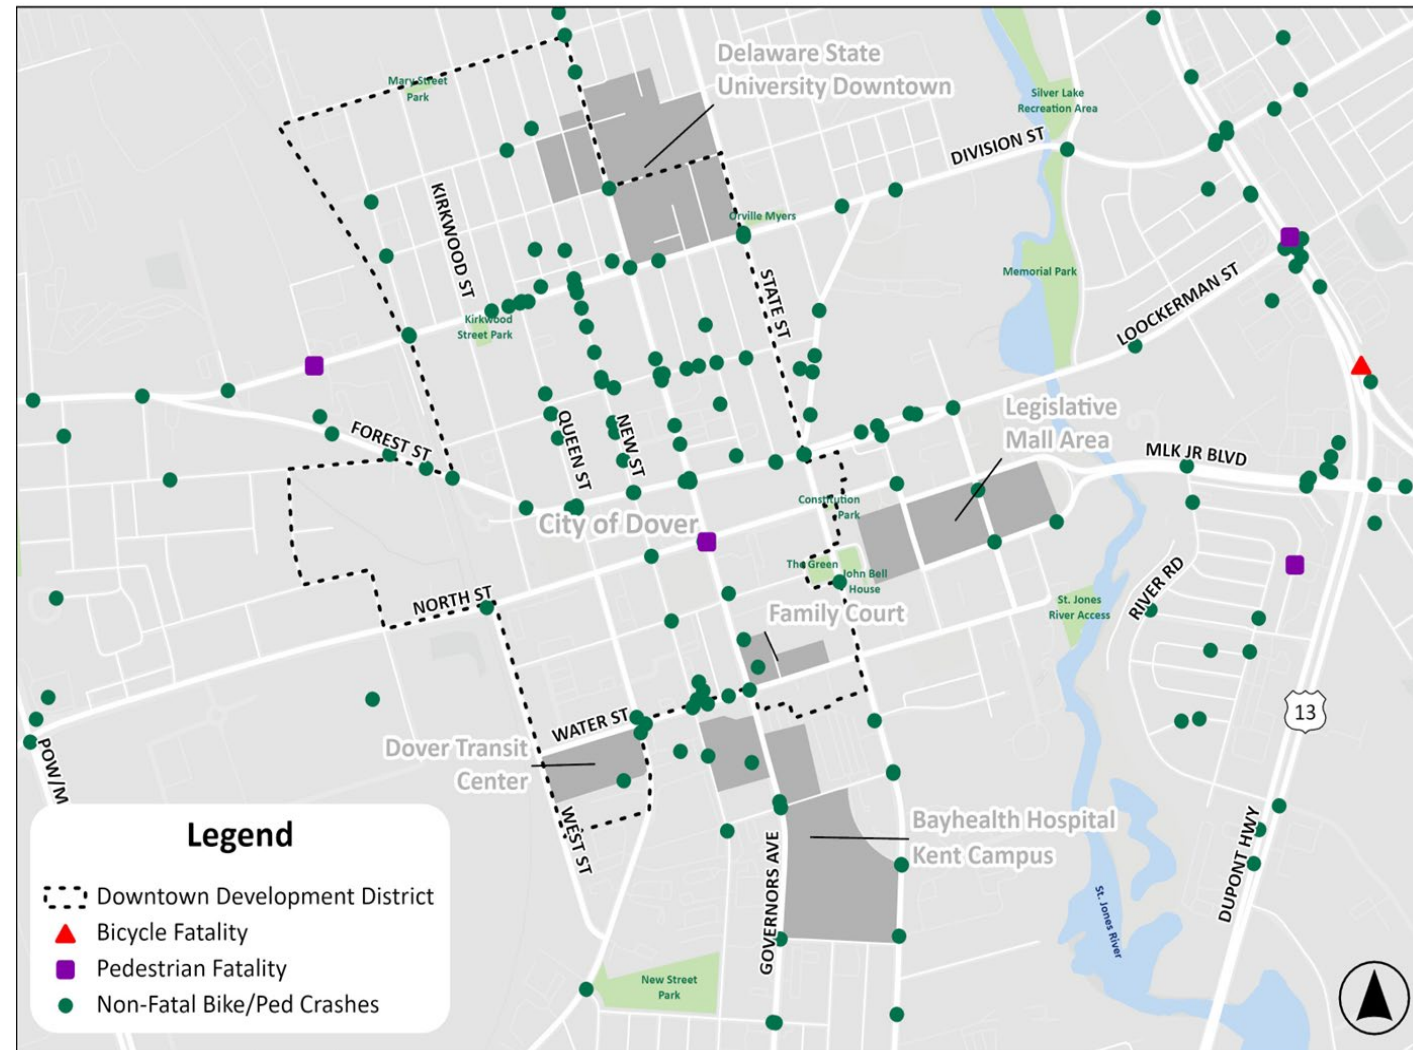 Delaware State
University Downtown
Mary Street
Park
Silver Lake
Recreation Area
DIVISION ST
KIRKWOOD ST
Orville Myers
Memorial Park
STATE ST
LOOCKERMAN ST
Kirkwood
Street Park
Legislative
Mall Area
FOREST ST
QUEEN ST
NEW ST
MLK JR BLVD
Constitution
Park
City of Dover
The Green
John Bell
House
NORTH ST
Family Court
St. Jones
River Access
RIVER RD
13
WATER ST
Dover Transit
Center
POW/M
WEST ST
Bayhealth Hospital
Kent Campus
GOVERNORS AVE
DUPONT HWY
St. Jones River
New Street
Park
Legend
Downtown Development District
Bicycle Fatality
Pedestrian Fatality
Non-Fatal Bike/Ped Crashes